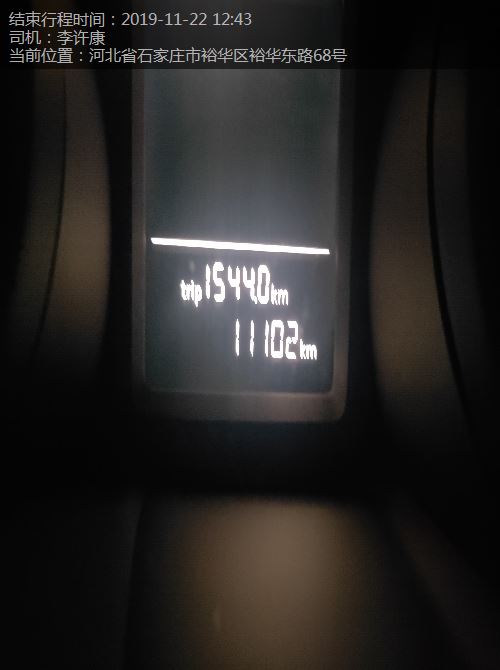 结束行程时间：2019-11-22 12:43
司机：李许康
当前位置：河北省石家庄市裕华区裕华东路68号
trip 1544.0 km
11102 km